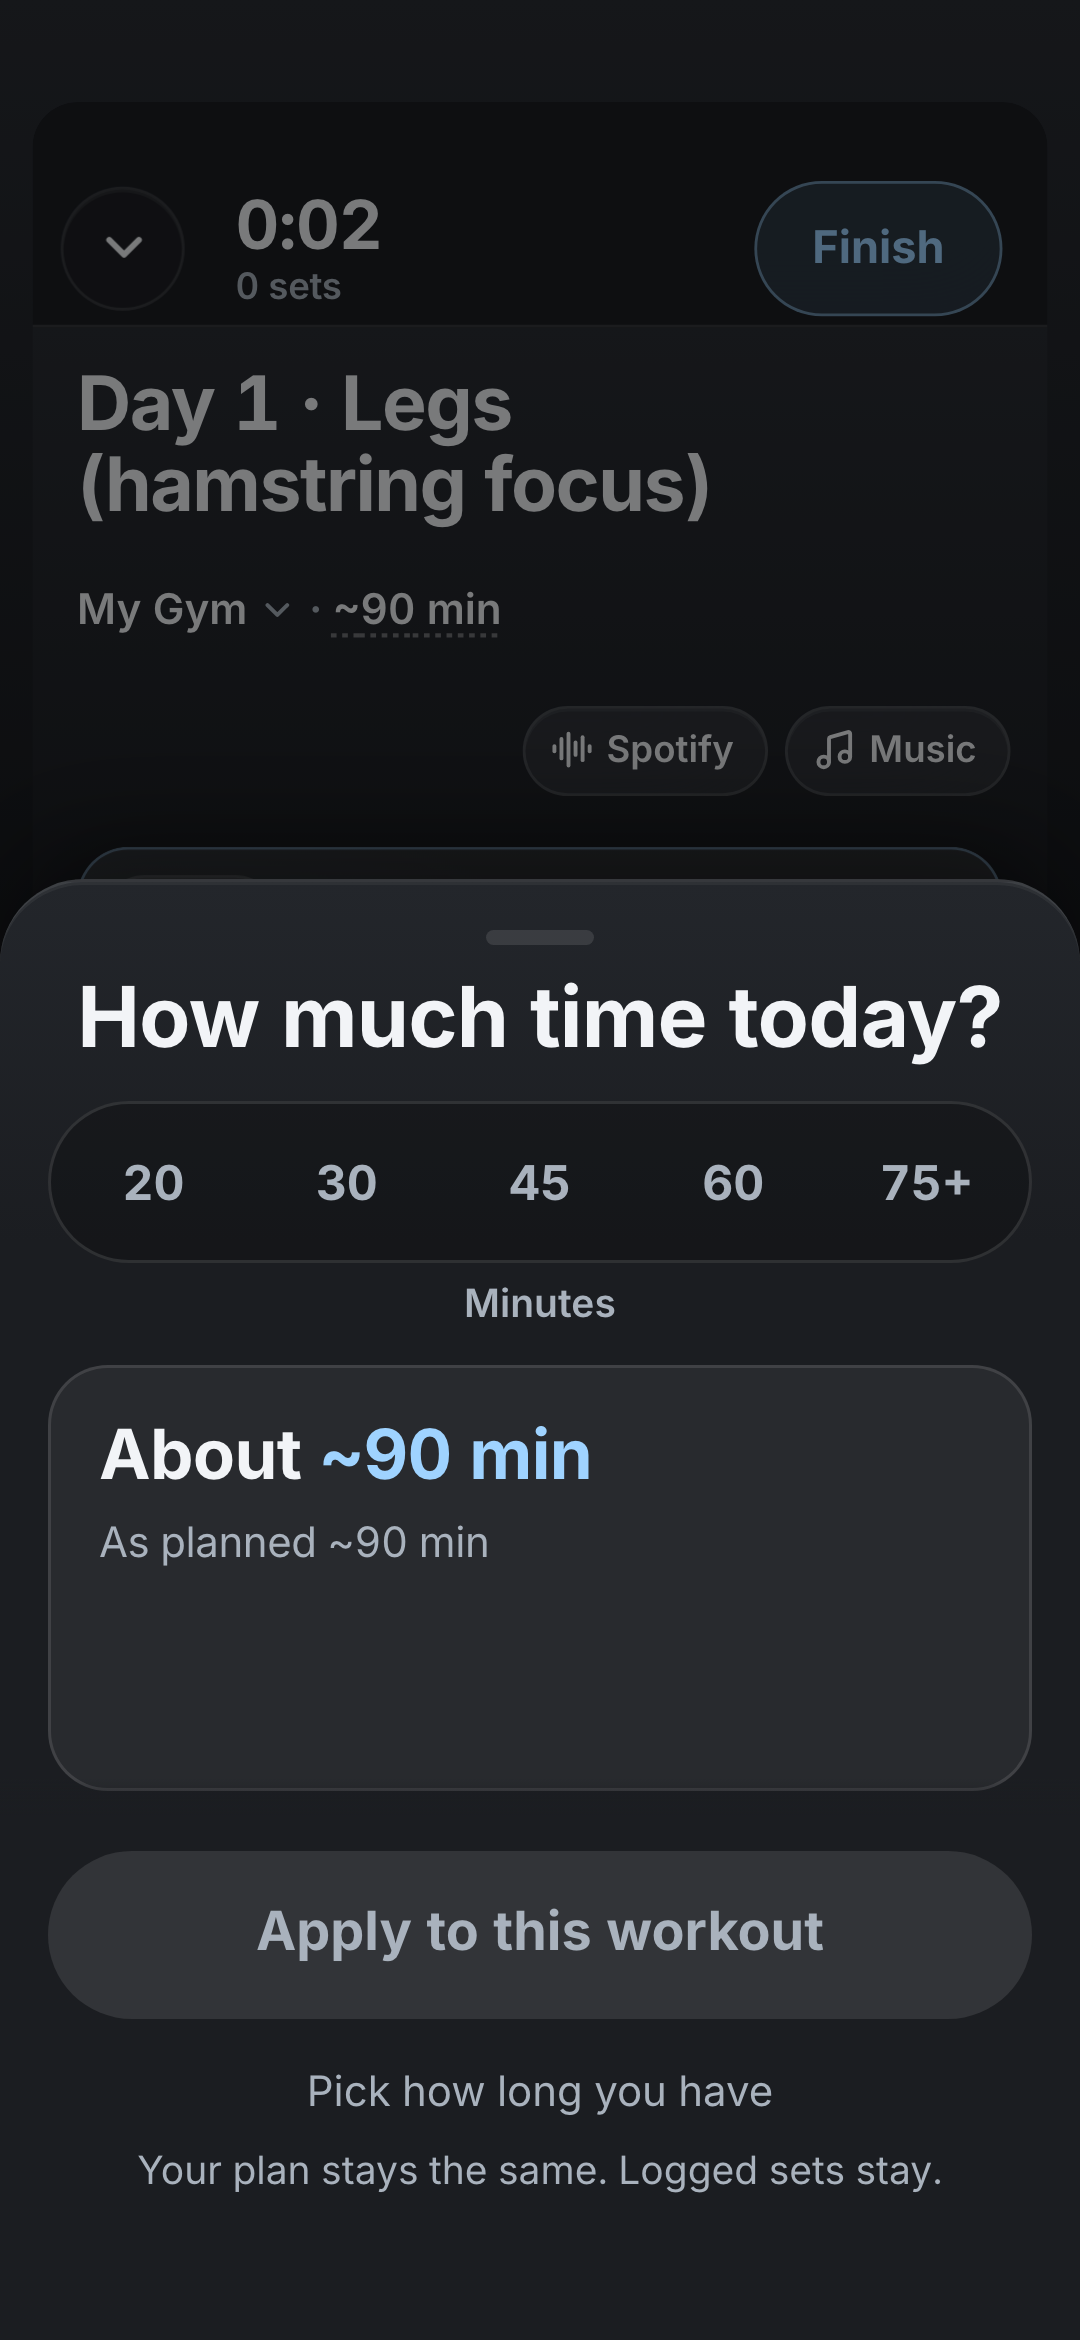 0:02
0 sets
Finish
Day 1 · Legs
(hamstring focus)
My Gym · ~90 min
Spotify
Music
How much time today?
20 30 45 60 75+
Minutes
About ~90 min
As planned ~90 min
Apply to this workout
Pick how long you have
Your plan stays the same. Logged sets stay.